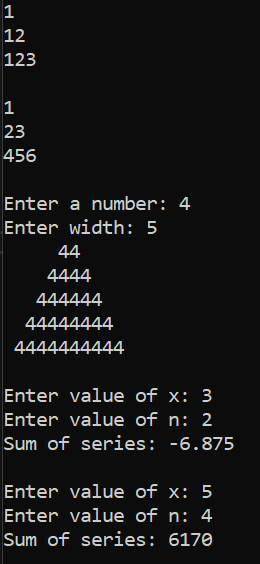 1
12
123
1
23
456
Enter a number: 4
Enter width: 5
44
4444
444444
44444444
4444444444
Enter value of x: 3
Enter value of n: 2
Sum of series: -6.875
Enter value of x: 5
Enter value of n: 4
Sum of series: 6170